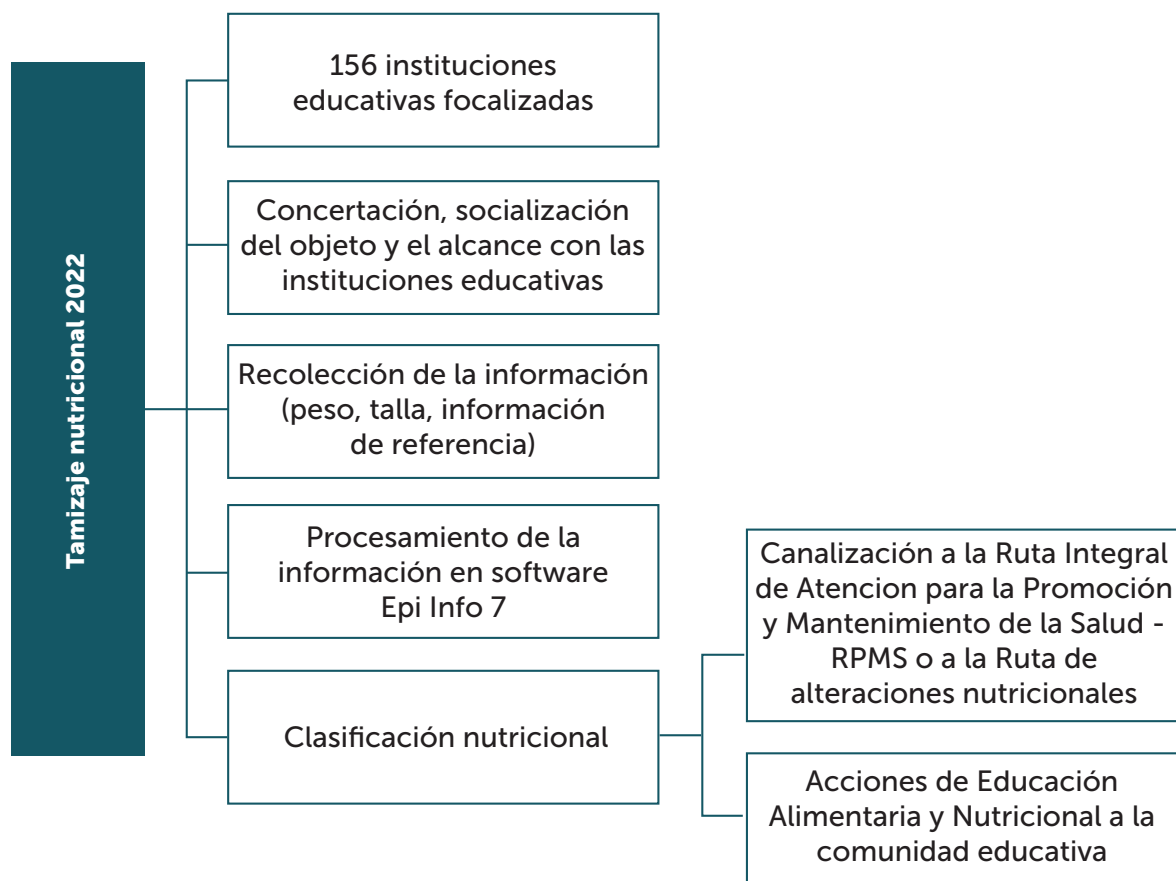 Tamizaje nutricional 2022
156 instituciones
educativas focalizadas
Concertación, socialización
del objeto y el alcance con las
instituciones educativas
Recolección de la información
(peso, talla, información
de referencia)
Procesamiento de la
información en software
Epi Info 7
Clasificación nutricional
Canalización a la Ruta Integral
de Atencion para la Promoción
y Mantenimiento de la Salud -
RPMS o a la Ruta de
alteraciones nutricionales
Acciones de Educación
Alimentaria y Nutricional a la
comunidad educativa